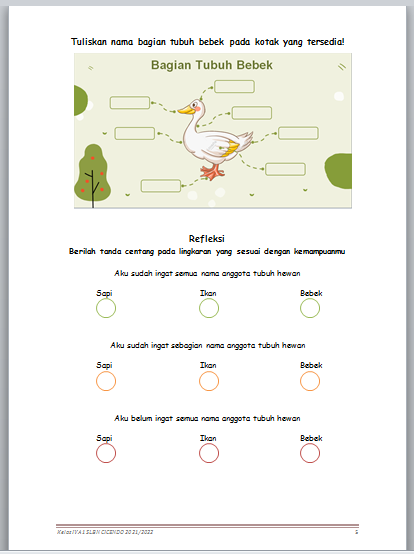 Tuliskan nama bagian tubuh bebek pada kotak yang tersedia!
Bagian Tubuh Bebek
Refleksi
Berilah tanda centang pada lingkaran yang sesuai dengan kemampuanmu
Aku sudah ingat semua nama anggota tubuh hewan
Sapi Ikan Bebek
Aku sudah ingat sebagian nama anggota tubuh hewan
Sapi Ikan Bebek
Aku belum ingat semua nama anggota tubuh hewan
Sapi Ikan Bebek
Kelas IVA1 SLBN CICENDO 2021/2022 5